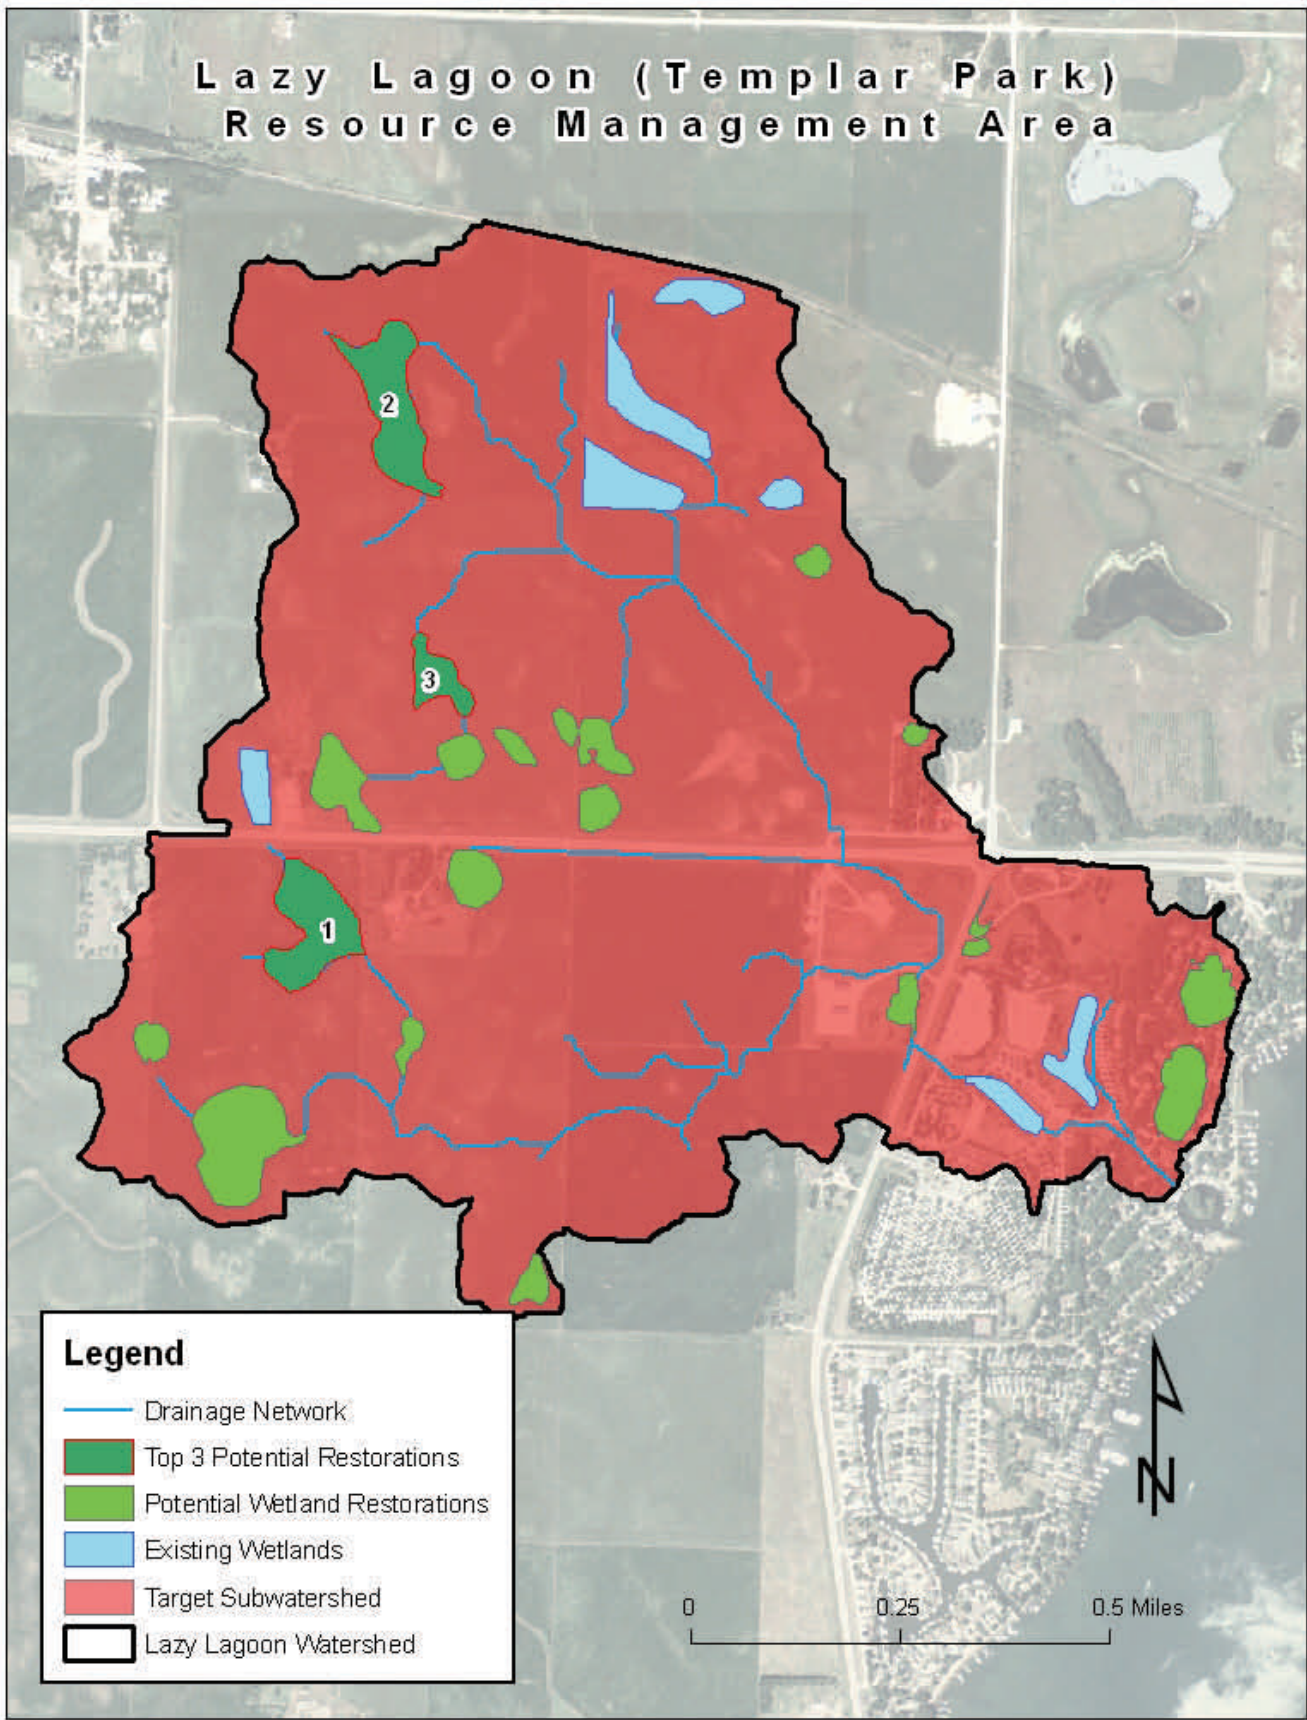 Lazy Lagoon (Templar Park)
Resource Management Area
2
3
1
Legend
Drainage Network
Top 3 Potential Restorations
Potential Wetland Restorations
Existing Wetlands
Target Subwatershed
Lazy Lagoon Watershed
N
0 0.25 0.5 Miles